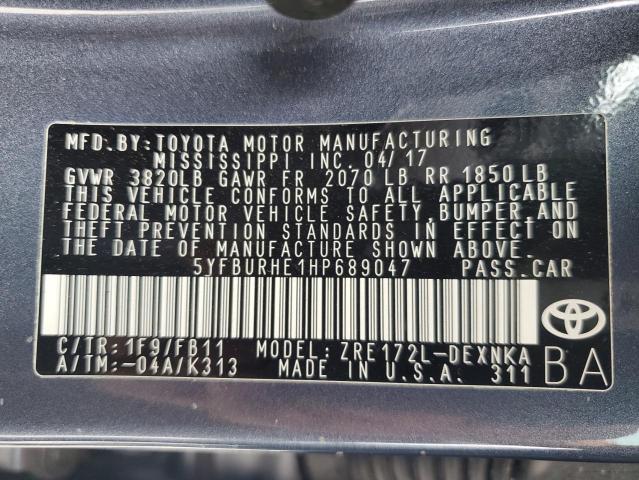 MFD.BY:TOYOTA MOTOR MANUFACTURING
MISSISSIPPI INC. 04/17
GVWR 3820LB GAWR FR 2070 LB RR 1850 LB
THIS VEHICLE CONFORMS TO ALL APPLICABLE
FEDERAL MOTOR VEHICLE SAFETY,BUMPER,AND
THEFT PREVENTION STANDARDS IN EFFECT ON
THE DATE OF MANUFACTURE SHOWN ABOVE.
5YFBURHE1HP689047 PASS.CAR
C/TR:1F9/FB11 MODEL:ZRE172L-DEXNKA
A/TM:-04A/K313 MADE IN U.S.A. 311
BA